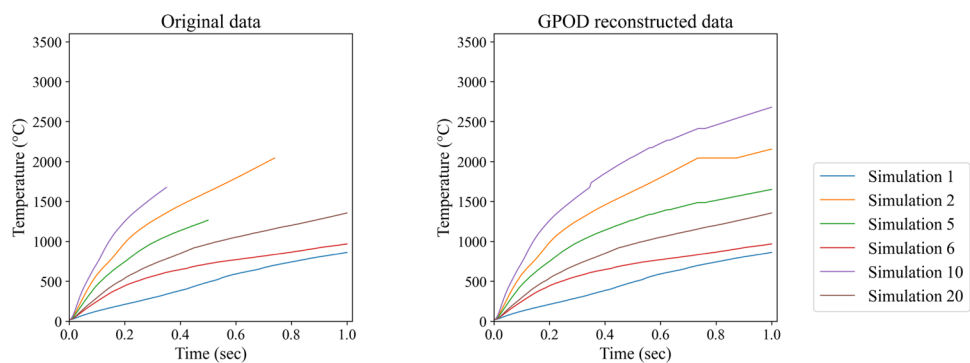 Original data
3500
3000
2500
2000
1500
1000
500
0
Temperature (°C)
0.0 0.2 0.4 0.6 0.8 1.0
Time (sec)
GPOD reconstructed data
3500
3000
2500
2000
1500
1000
500
0
Temperature (°C)
0.0 0.2 0.4 0.6 0.8 1.0
Time (sec)
Simulation 1
Simulation 2
Simulation 5
Simulation 6
Simulation 10
Simulation 20